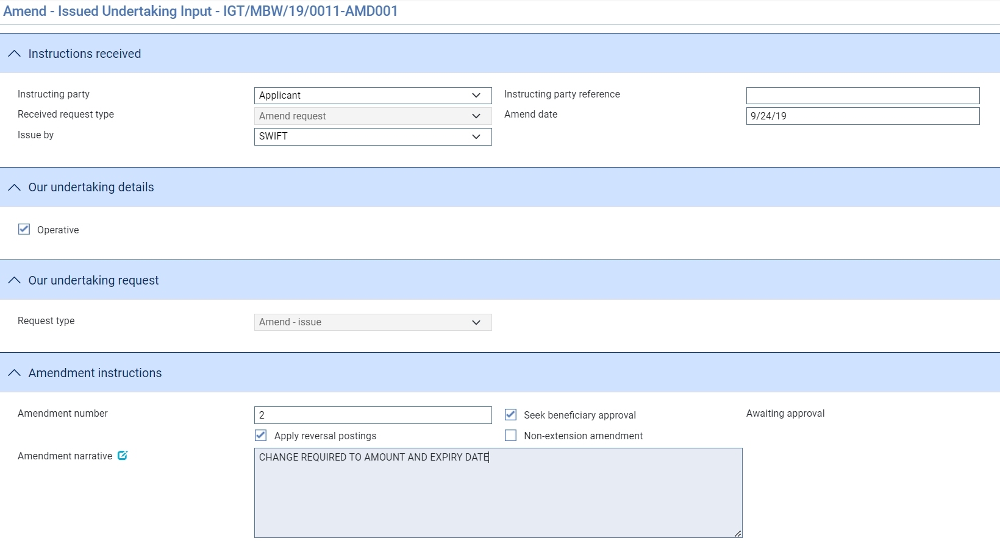 Amend - Issued Undertaking Input - IGT/MBW/19/0011-AMD001
Instructions received
Instructing party
Applicant
Instructing party reference
Received request type
Amend request
Amend date
9/24/19
Issue by
SWIFT
Our undertaking details
Operative
Our undertaking request
Request type
Amend - issue
Amendment instructions
Amendment number
2
Seek beneficiary approval
Awaiting approval
Apply reversal postings
Non-extension amendment
Amendment narrative
CHANGE REQUIRED TO AMOUNT AND EXPIRY DATE